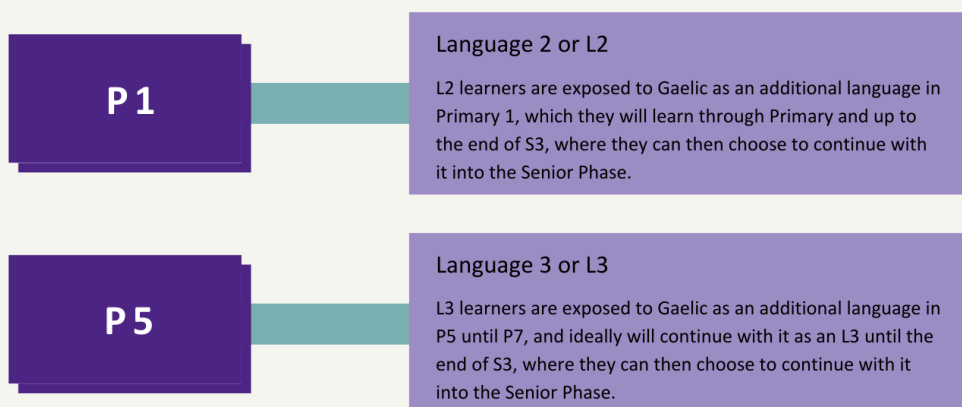 P 1
Language 2 or L2
L2 learners are exposed to Gaelic as an additional language in
Primary 1, which they will learn through Primary and up to
the end of S3, where they can then choose to continue with
it into the Senior Phase.
P 5
Language 3 or L3
L3 learners are exposed to Gaelic as an additional language in
P5 until P7, and ideally will continue with it as an L3 until the
end of S3, where they can then choose to continue with it
into the Senior Phase.